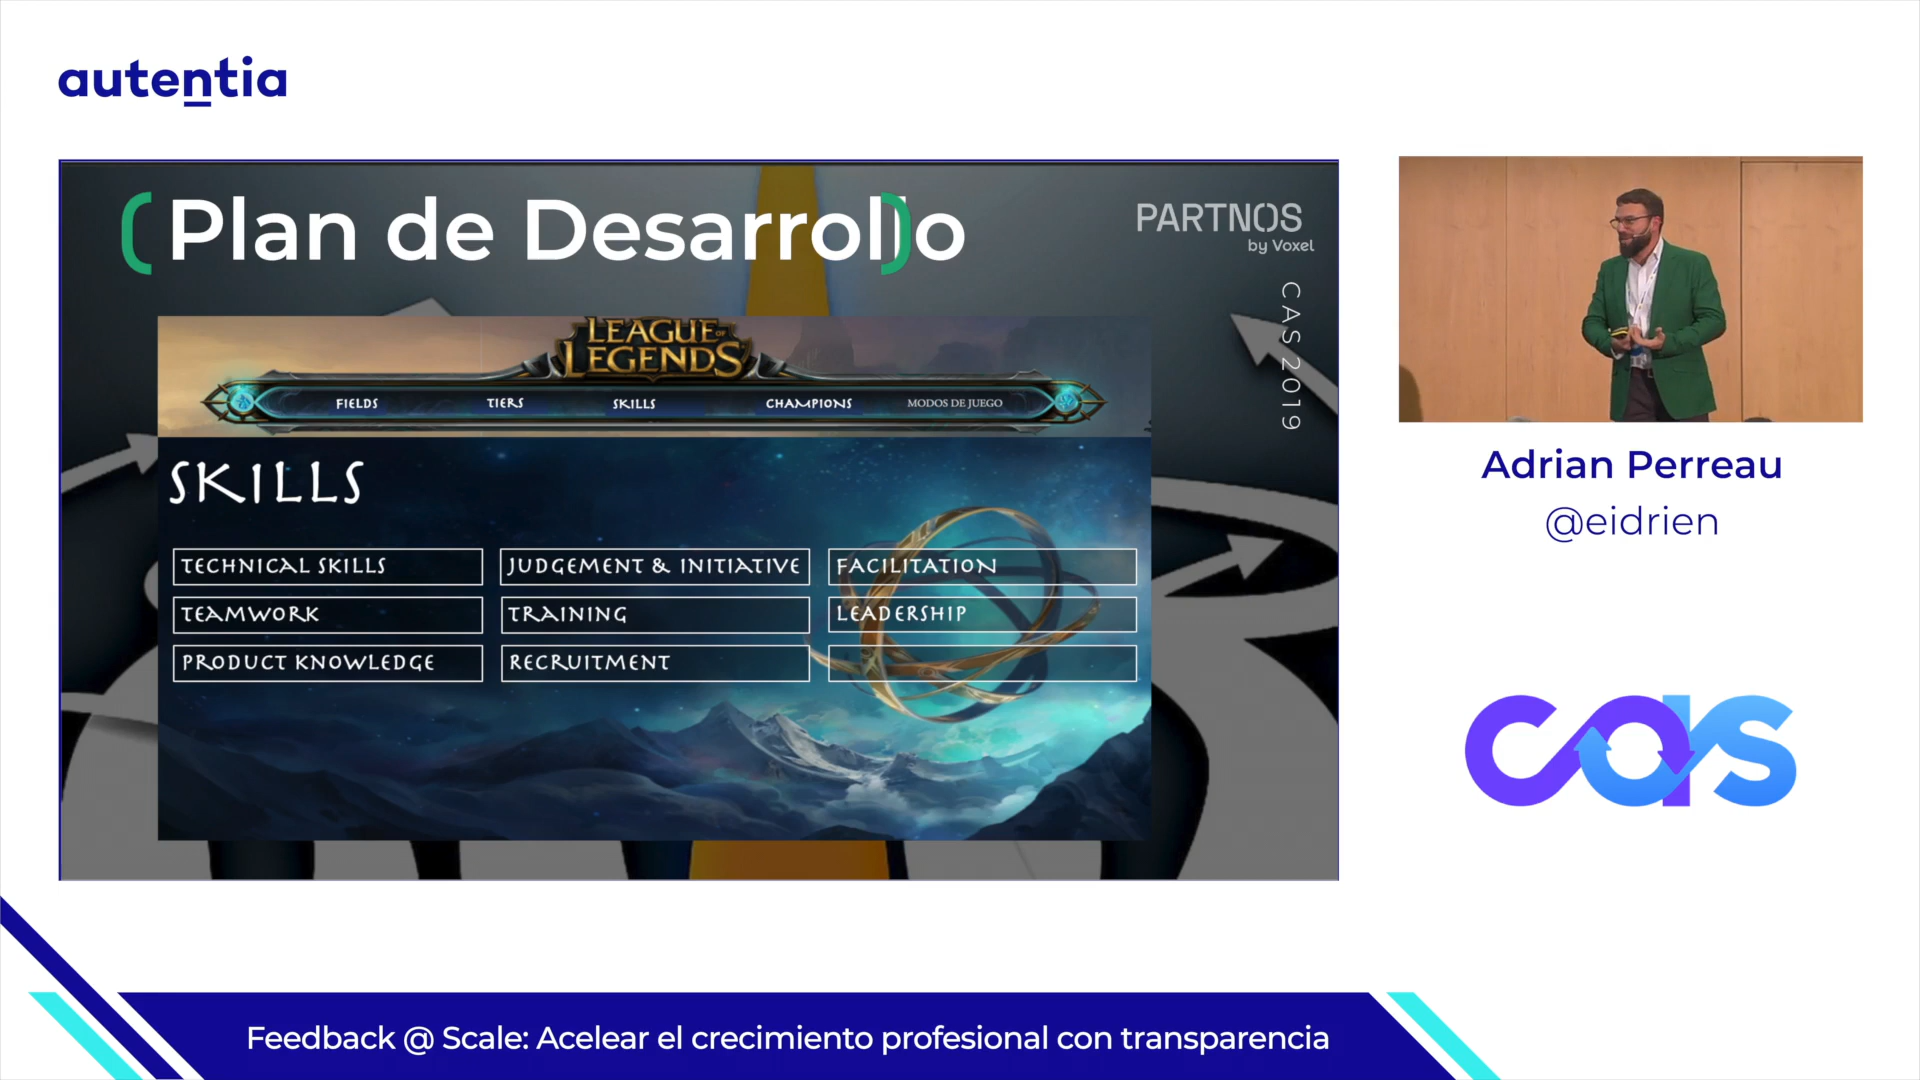 autentia
Plan de Desarrollo
PARTNOS
by Voxel
CAS2019
LEAGUE OF
LEGENDS
FIELDS TIERS SKILLS CHAMPIONS MODOS DE JUEGO
SKILLS
TECHNICAL SKILLS JUDGEMENT & INITIATIVE FACILITATION
TEAMWORK TRAINING LEADERSHIP
PRODUCT KNOWLEDGE RECRUITMENT
Adrian Perreau
@eidrien
cas
Feedback @ Scale: Acelear el crecimiento profesional con transparencia